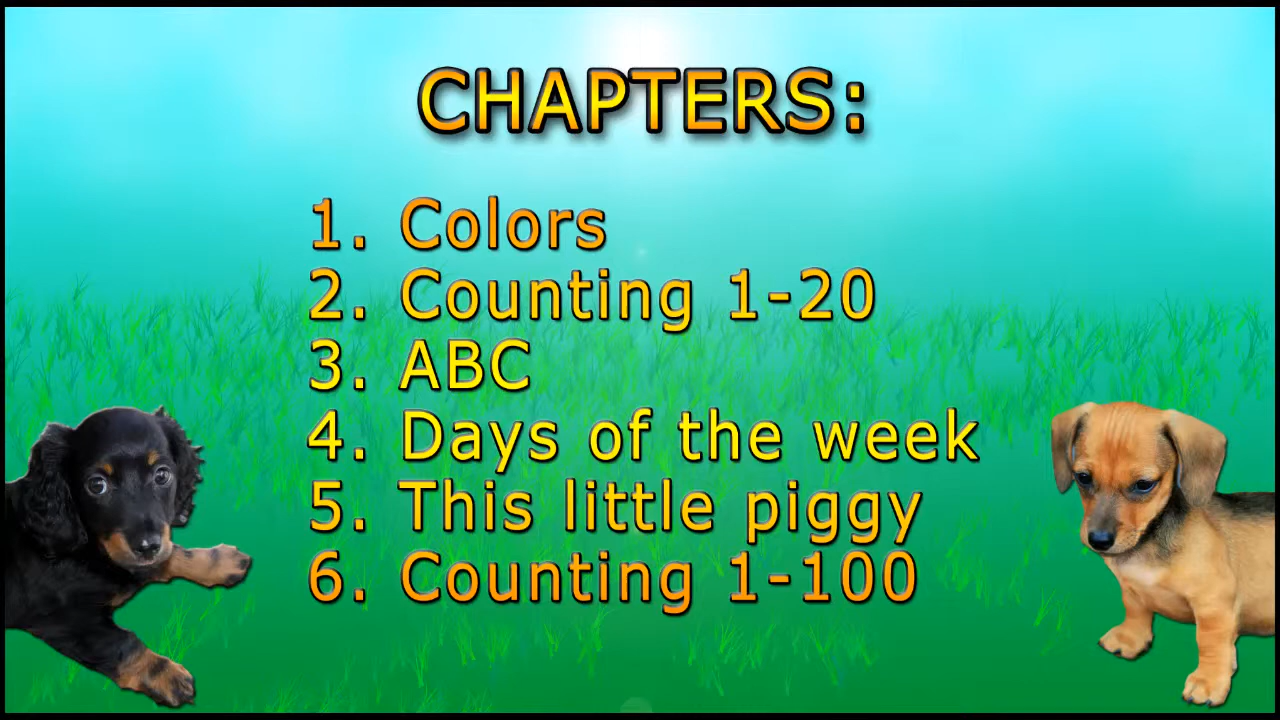 CHAPTERS:
1. Colors
2. Counting 1-20
3. ABC
4. Days of the week
5. This little piggy
6. Counting 1-100